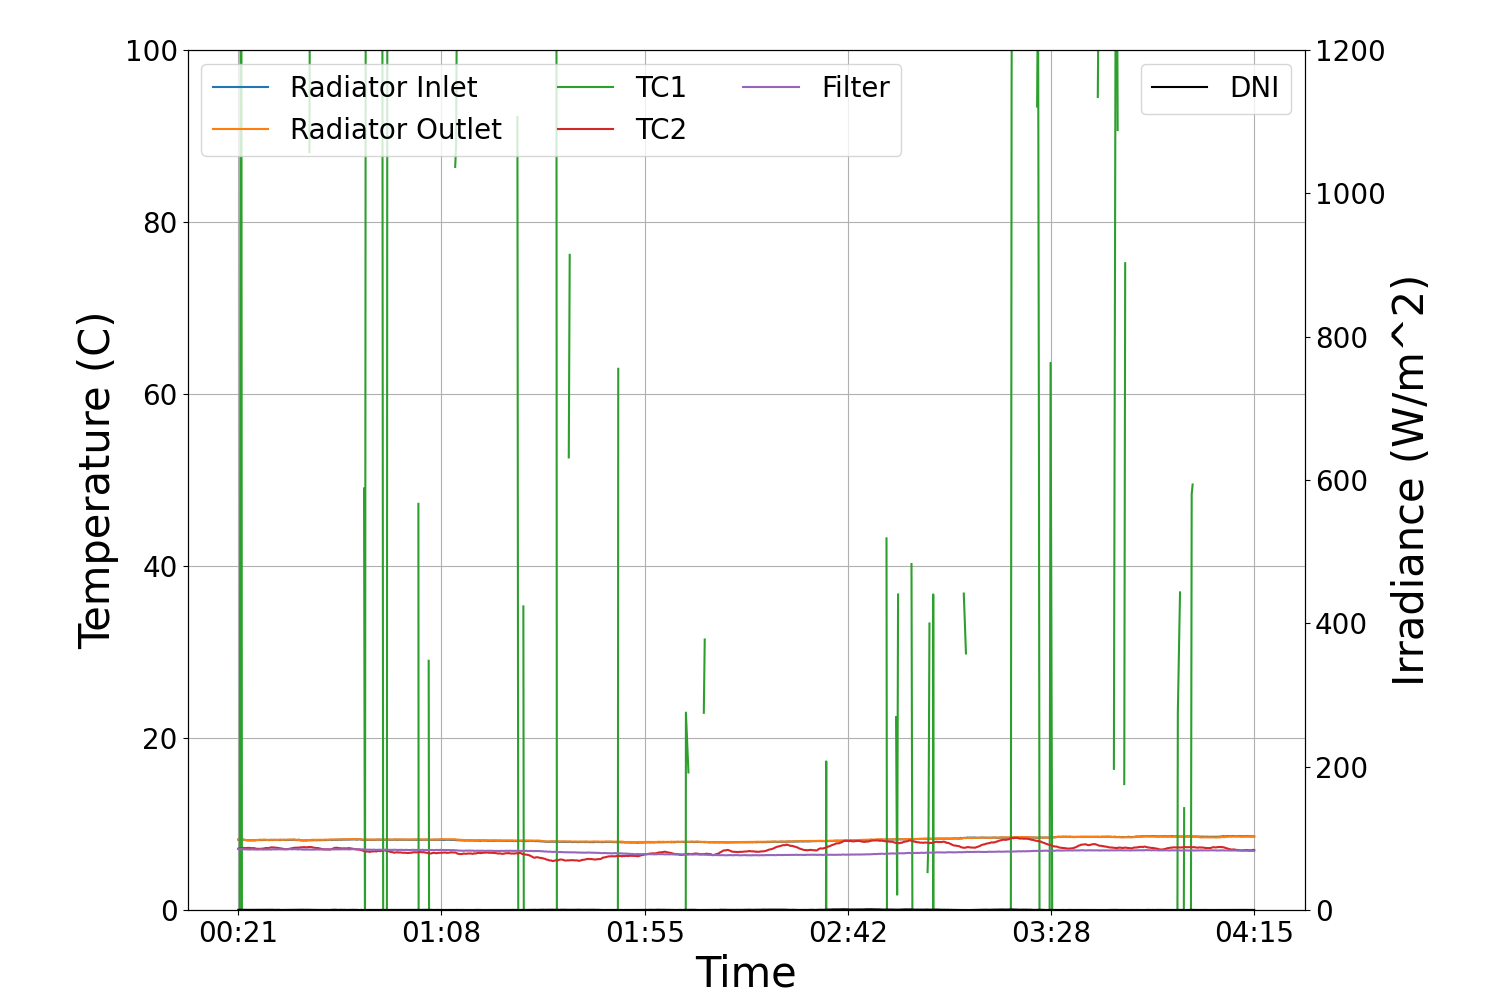 100
80
60
40
20
0
Temperature (C)
Radiator Inlet
Radiator Outlet
TC1
TC2
Filter
DNI
1200
1000
800
600
400
200
0
Irradiance (W/m^2)
00:21 01:08 01:55 02:42 03:28 04:15
Time